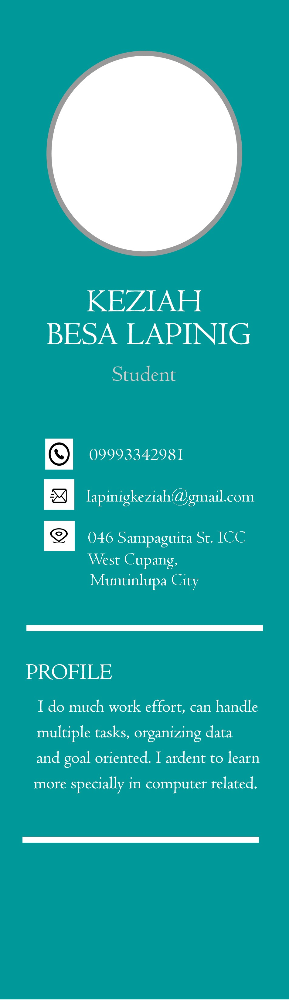 KEZIAH
BESA LAPINIG
Student
09993342981
lapinigkeziah@gmail.com
046 Sampaguita St. ICC
West Cupang,
Muntinlupa City
PROFILE
I do much work effort, can handle
multiple tasks, organizing data
and goal oriented. I ardent to learn
more specially in computer related.